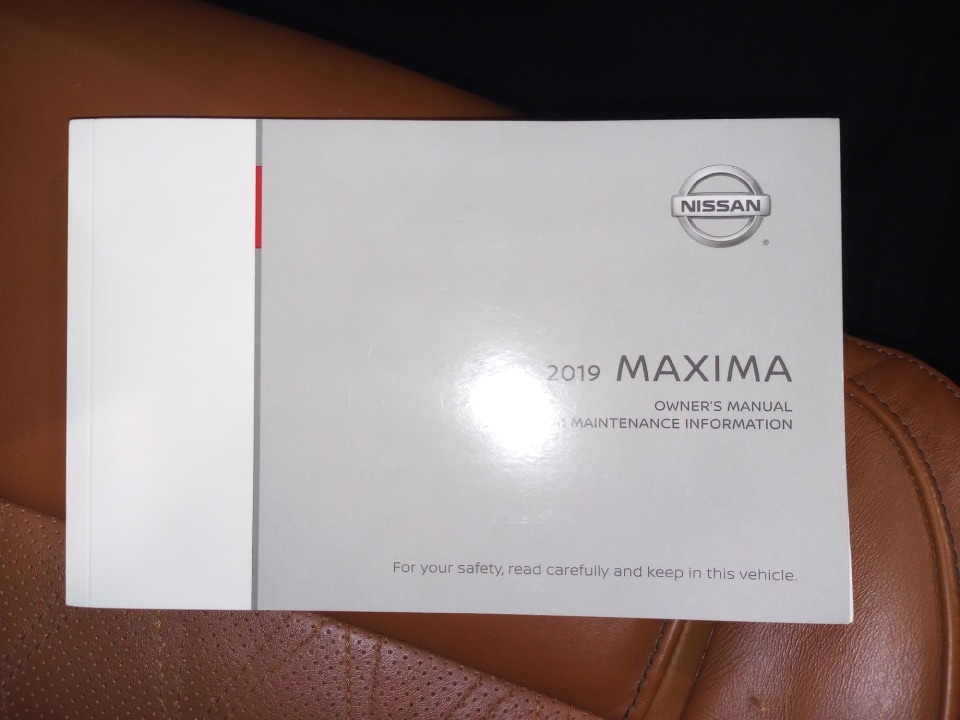 NISSAN
®
2019 MAXIMA
OWNER'S MANUAL
MAINTENANCE INFORMATION
For your safety, read carefully and keep in this vehicle.